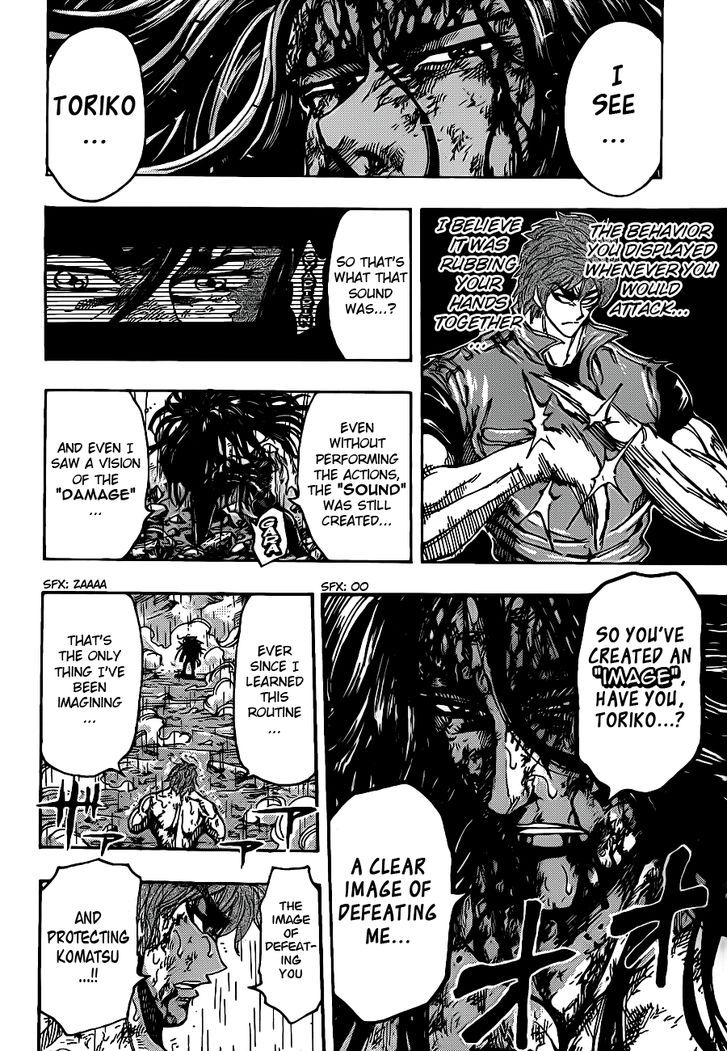 I
SEE
...
TORIKO
...
THE BEHAVIOR
YOU DISPLAYED
WHENEVER YOU
WOULD
ATTACK...
I BELIEVE
IT WAS
RUBBING
YOUR
HANDS
TOGETHER
...
SO THAT'S
WHAT THAT
SOUND
WAS...?
EVEN
WITHOUT
PERFORMING
THE ACTIONS,
THE "SOUND"
WAS STILL
CREATED...
AND EVEN I
SAW A VISION
OF THE
"DAMAGE"
...
SFX: OO
SO YOU'VE
CREATED AN
"IMAGE",
HAVE YOU,
TORIKO...?
A CLEAR
IMAGE OF
DEFEATING
ME...
オオ
SFX: ZAAAA
EVER
SINCE I
LEARNED
THIS
ROUTINE
...
THAT'S
THE ONLY
THING I'VE
BEEN
IMAGINING
...
THE
IMAGE OF
DEFEAT-
ING
YOU
AND
PROTECTING
KOMATSU
...!!